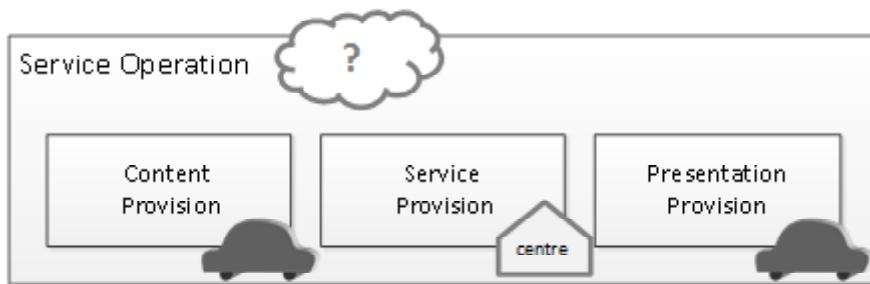 Service Operation
?
Content
Provision
Service
Provision
centre
Presentation
Provision